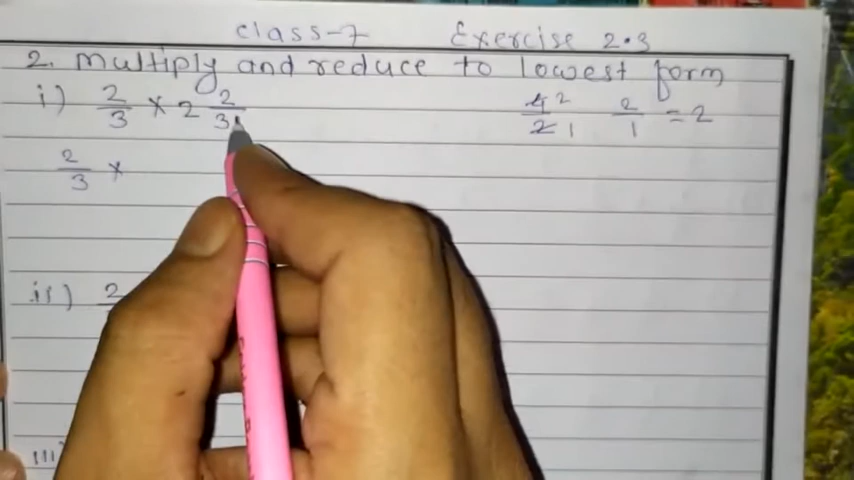 class-7 Exercise 2.3
2. Multiply and reduce to lowest form
i) 2/3 × 2 2/3 4/2 2/1 2/1 = 2
2/3 ×
ii) 2
iii